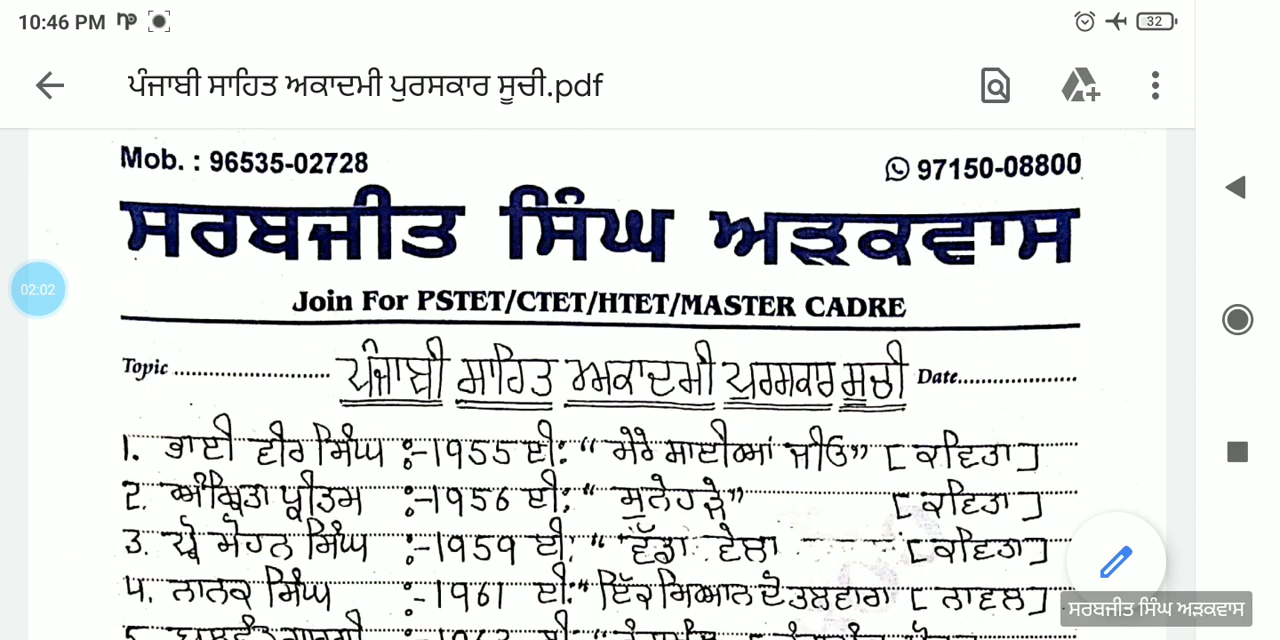 10:46 PM
32
ਪੰਜਾਬੀ ਸਾਹਿਤ ਅਕਾਦਮੀ ਪੁਰਸਕਾਰ ਸੂਚੀ.pdf
Mob. : 96535-02728 97150-08800
ਸਰਬਜੀਤ ਸਿੰਘ ਅੜਕਵਾਸ
02:02
Join For PSTET/CTET/HTET/MASTER CADRE
Topic .............................. ਪੰਜਾਬੀ ਸਾਹਿਤ ਅਕਾਦਮੀ ਪੁਰਸਕਾਰ ਸੂਚੀ Date.......................
1. ਭਾਈ ਵੀਰ ਸਿੰਘ :-1955 ਈ: “ ਮੇਰੇ ਸਾਈਆਂ ਜੀਓ” [ ਕਵਿਤਾ ]
2. ਅੰਮ੍ਰਿਤਾ ਪ੍ਰੀਤਮ :-1956 ਈ: “ ਸੁਨੇਹੜੇ” [ ਕਵਿਤਾ ]
3. ਪ੍ਰੋ ਮੋਹਨ ਸਿੰਘ :-1959 ਈ: “ ਵੱਡਾ ਵੇਲਾ [ਕਵਿਤਾ]
4. ਨਾਨਕ ਸਿੰਘ :-1961 ਈ: “ ਇੱਕ ਮਿਆਨ ਦੋ ਤਲਵਾਰਾਂ [ ਨਾਵਲ ]
ਸਰਬਜੀਤ ਸਿੰਘ ਅੜਕਵਾਸ